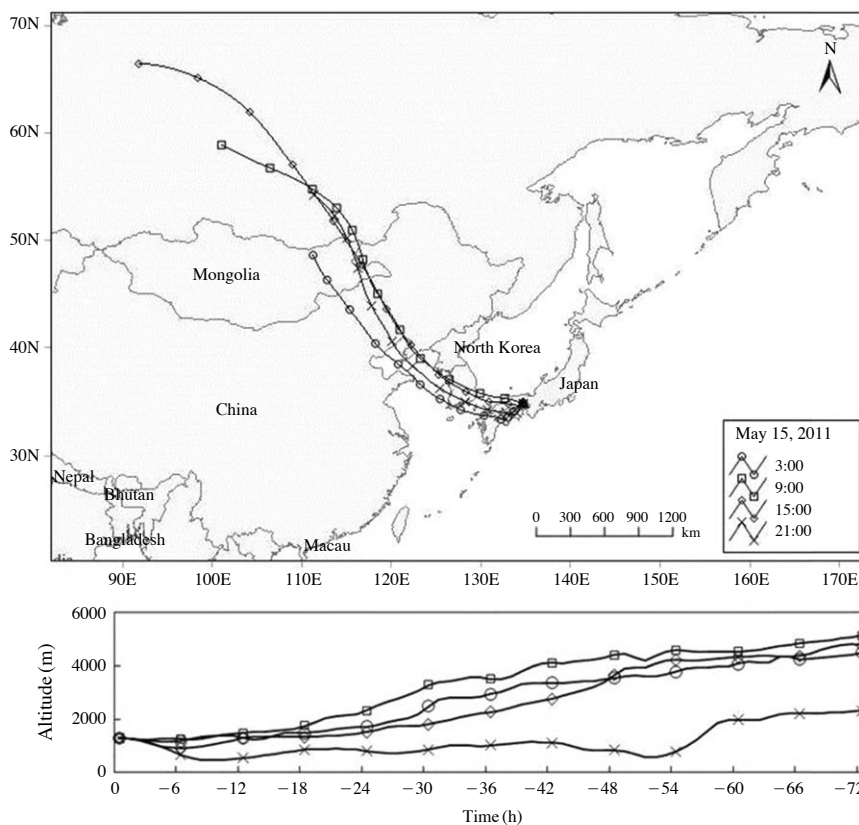 70N
N
60N
50N
Mongolia
40N
North Korea
Japan
China
May 15, 2011
3:00
30N
Nepal
9:00
Bhutan
15:00
0 300 600 900 1200
km
21:00
Bangladesh
Macau
dia
90E 100E 110E 120E 130E 140E 150E 160E 170E
6000
4000
2000
0
Altitude (m)
0 −6 −12 −18 −24 −30 −36 −42 −48 −54 −60 −66 −72
Time (h)